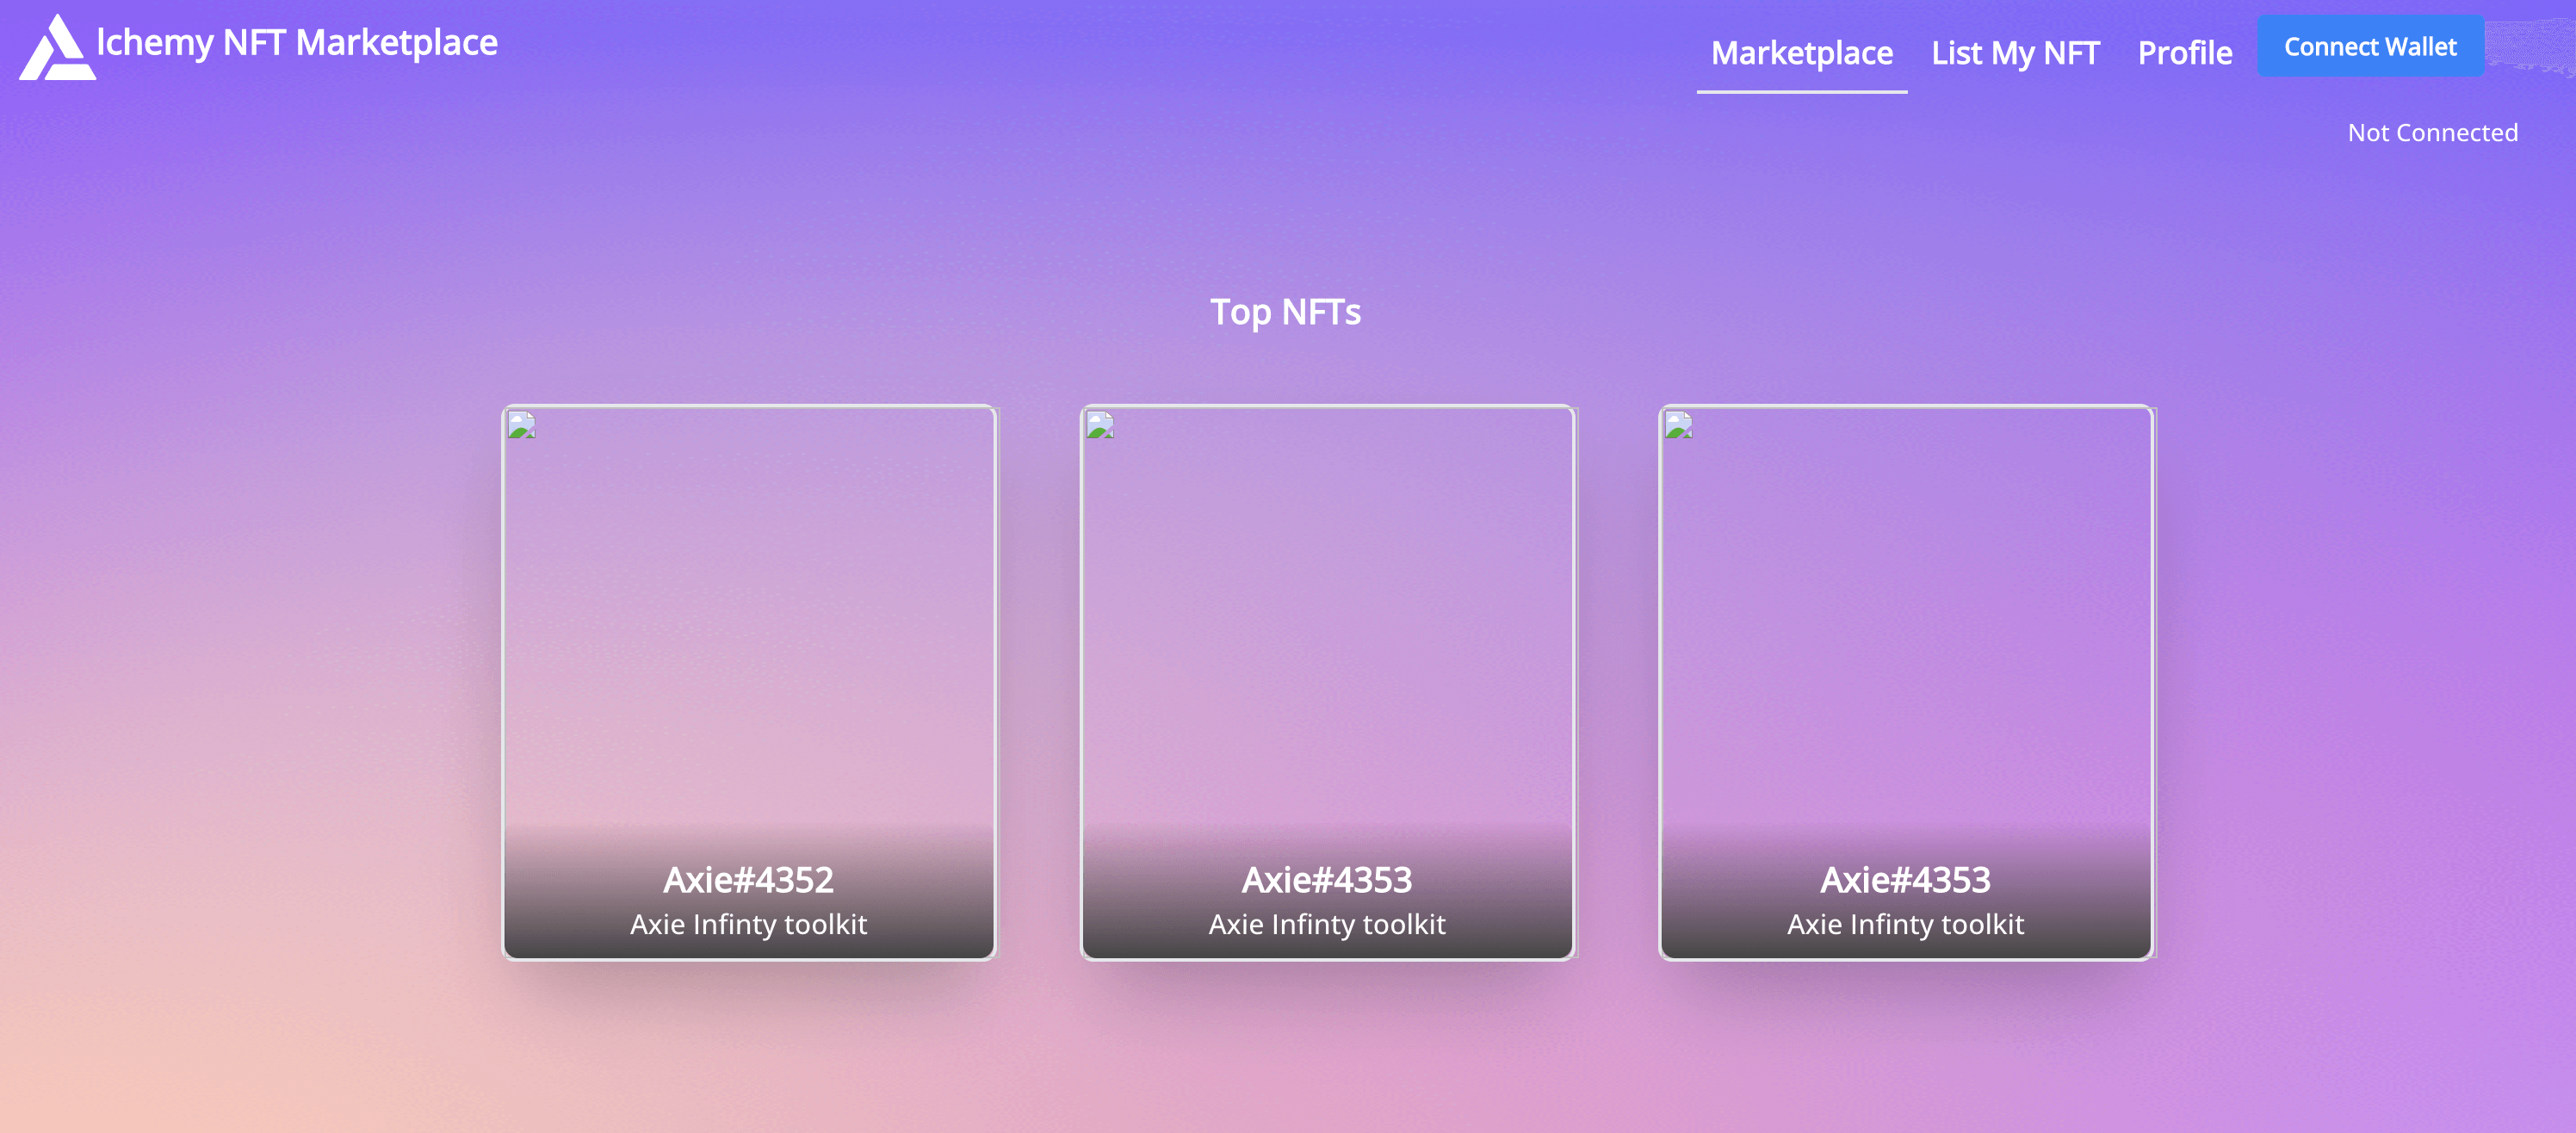 lchemy NFT Marketplace
Marketplace
List My NFT
Profile
Connect Wallet
Not Connected
Top NFTs
Axie#4352
Axie Infinty toolkit
Axie#4353
Axie Infinty toolkit
Axie#4353
Axie Infinty toolkit